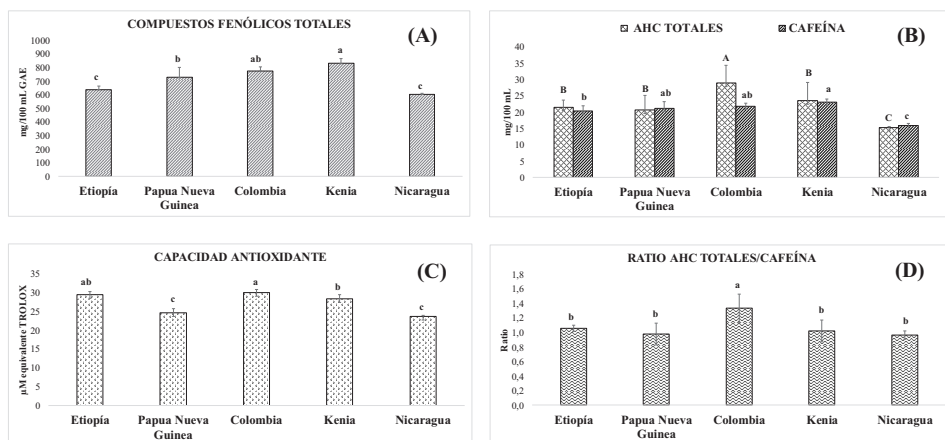 COMPUESTOS FENÓLICOS TOTALES
(A)
mg/100 mL GAE
1000
900
800
700
600
500
400
300
200
100
0
c
b
ab
a
c
Etiopía
Papua Nueva Guinea
Colombia
Kenia
Nicaragua
(B)
AHC TOTALES
CAFEÍNA
mg/100 mL
40
35
30
25
20
15
10
5
0
B
b
B
ab
A
ab
B
a
C
c
Etiopía
Papua Nueva
Guinea
Colombia
Kenia
Nicaragua
CAPACIDAD ANTIOXIDANTE
(C)
µM equivalente TROLOX
35
30
25
20
15
10
5
0
ab
c
a
b
c
Etiopía
Papua Nueva
Guinea
Colombia
Kenia
Nicaragua
RATIO AHC TOTALES/CAFEÍNA
(D)
Ratio
1,8
1,6
1,4
1,2
1,0
0,8
0,6
0,4
0,2
0,0
b
b
a
b
b
Etiopía
Papua Nueva
Guinea
Colombia
Kenia
Nicaragua